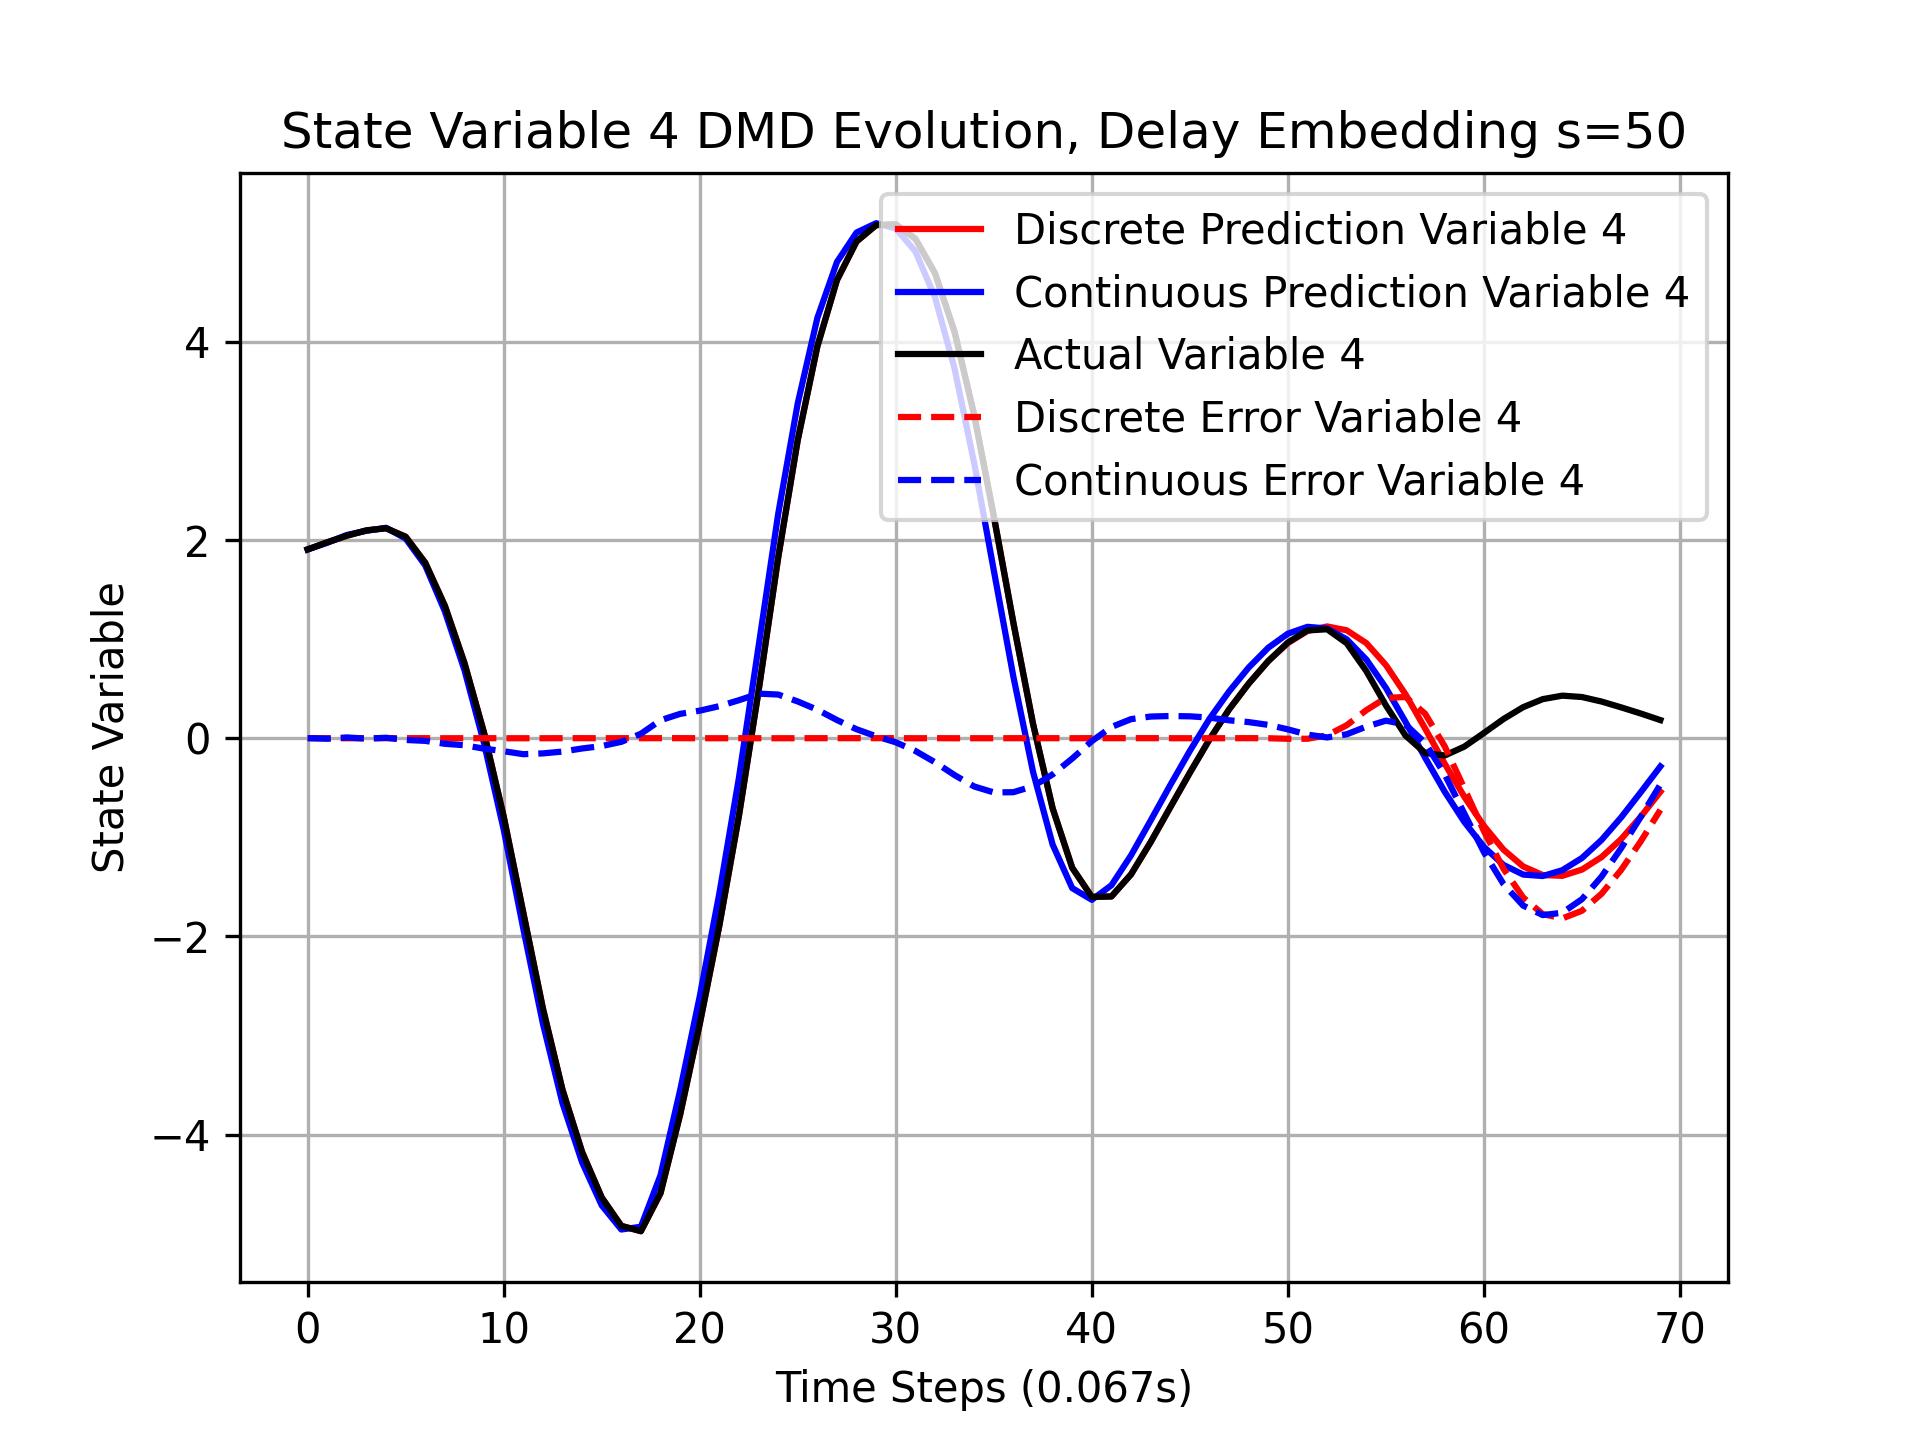 State Variable 4 DMD Evolution, Delay Embedding s=50
Discrete Prediction Variable 4
Continuous Prediction Variable 4
Actual Variable 4
Discrete Error Variable 4
Continuous Error Variable 4
State Variable
4
2
0
−2
−4
0 10 20 30 40 50 60 70
Time Steps (0.067s)